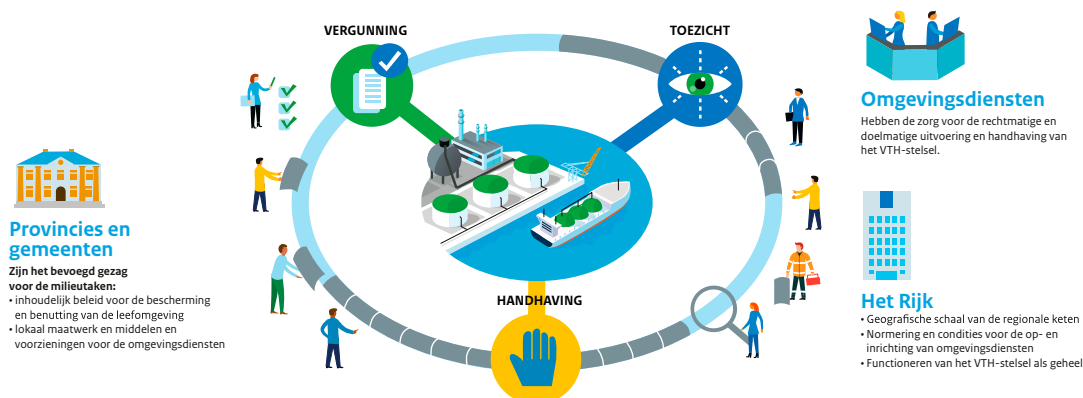 VERGUNNING
TOEZICHT
HANDHAVING
Provincies en
gemeenten
Zijn het bevoegd gezag
voor de milieutaken:
• inhoudelijk beleid voor de bescherming
en benutting van de leefomgeving
• lokaal maatwerk en middelen en
voorzieningen voor de omgevingsdiensten
Omgevingsdiensten
Hebben de zorg voor de rechtmatige en
doelmatige uitvoering en handhaving van
het VTH-stelsel.
Het Rijk
• Geografische schaal van de regionale keten
• Normering en condities voor de op- en
inrichting van omgevingsdiensten
• Functioneren van het VTH-stelsel als geheel